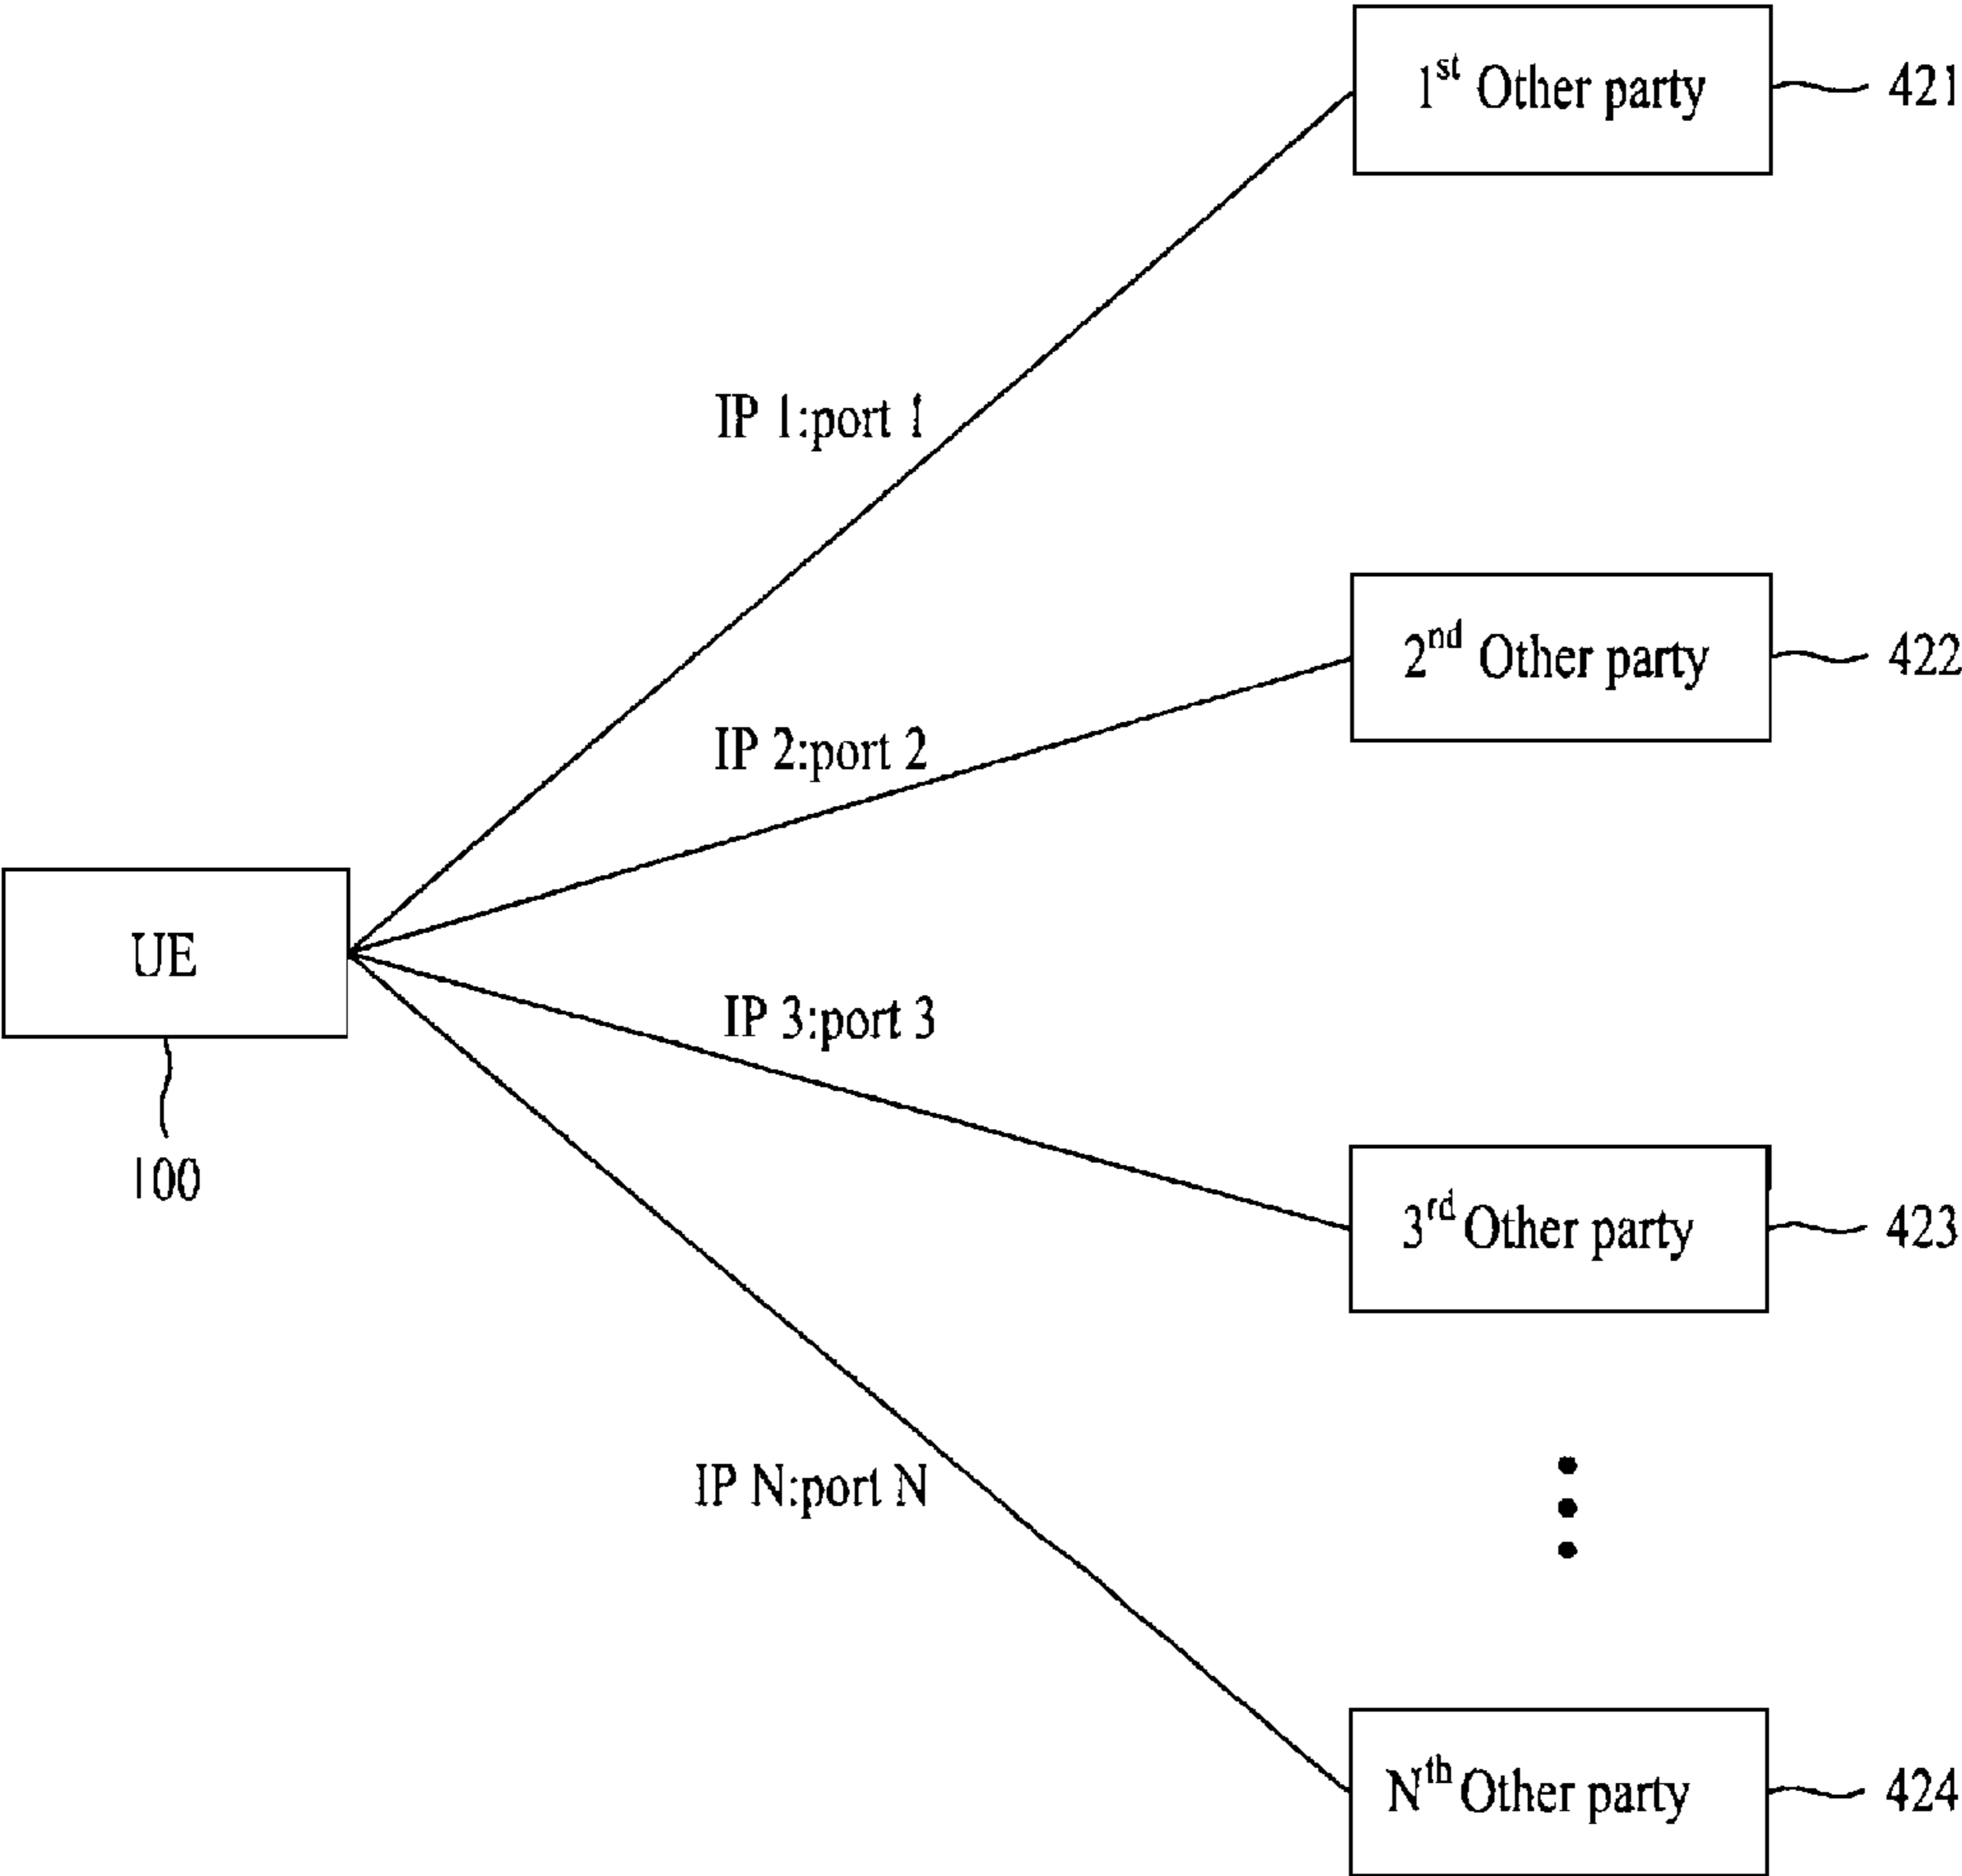 1st Other party
421
IP 1:port 1
2nd Other party
422
IP 2:port 2
UE
100
IP 3:port 3
3rd Other party
423
IP N:port N
Nth Other party
424